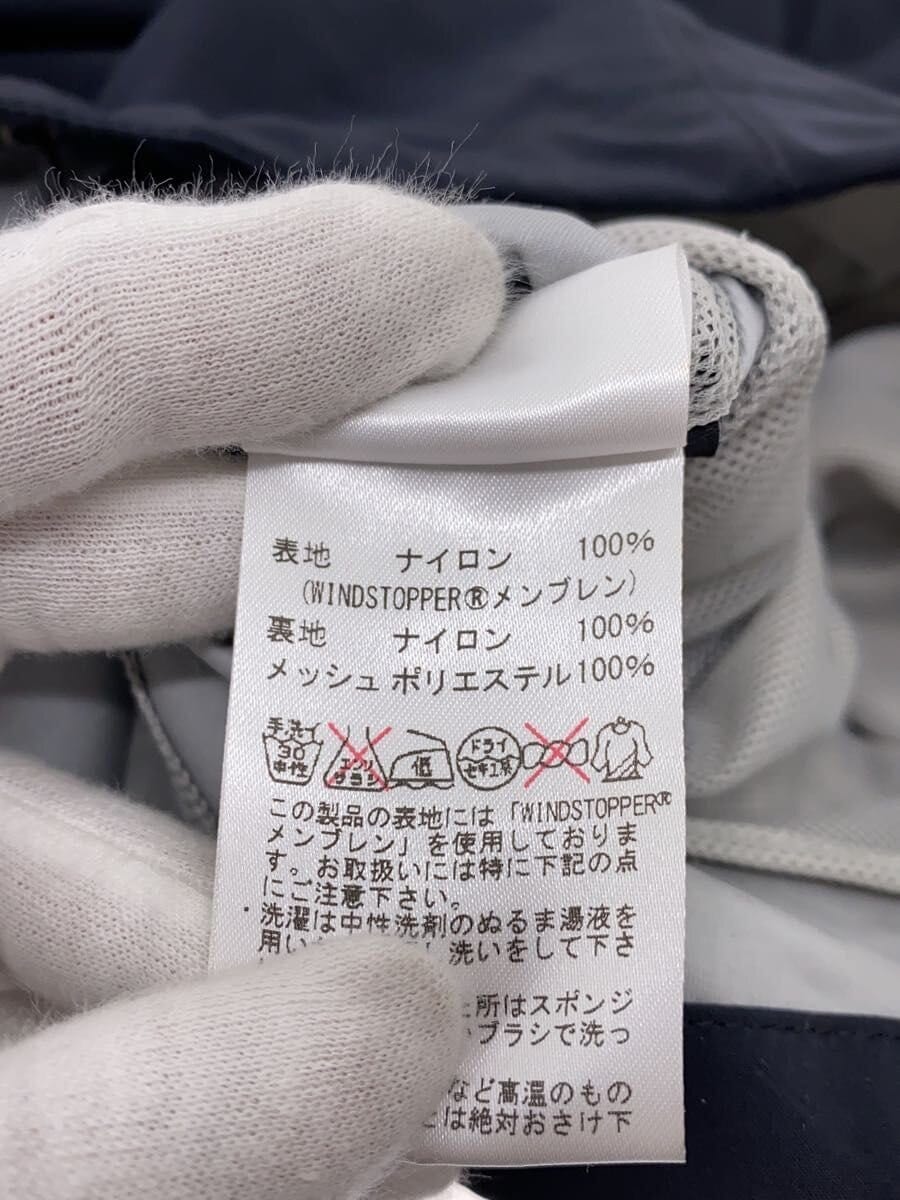 表地 ナイロン 100%
(WINDSTOPPER®メンブレン)
裏地 ナイロン 100%
メッシュ ポリエステル 100%
手洗イ 30 中性 エンソ サラシ 低 ドライ セキユ系
この製品の表地には「WINDSTOPPER®
メンブレン」を使用しておりま
す。お取扱いには特に下記の点
にご注意下さい。
・洗濯は中性洗剤のぬるま湯液を
用い 洗いをして下さ
所はスポンジ
ブラシで洗っ
など高温のもの
は絶対おさけ下